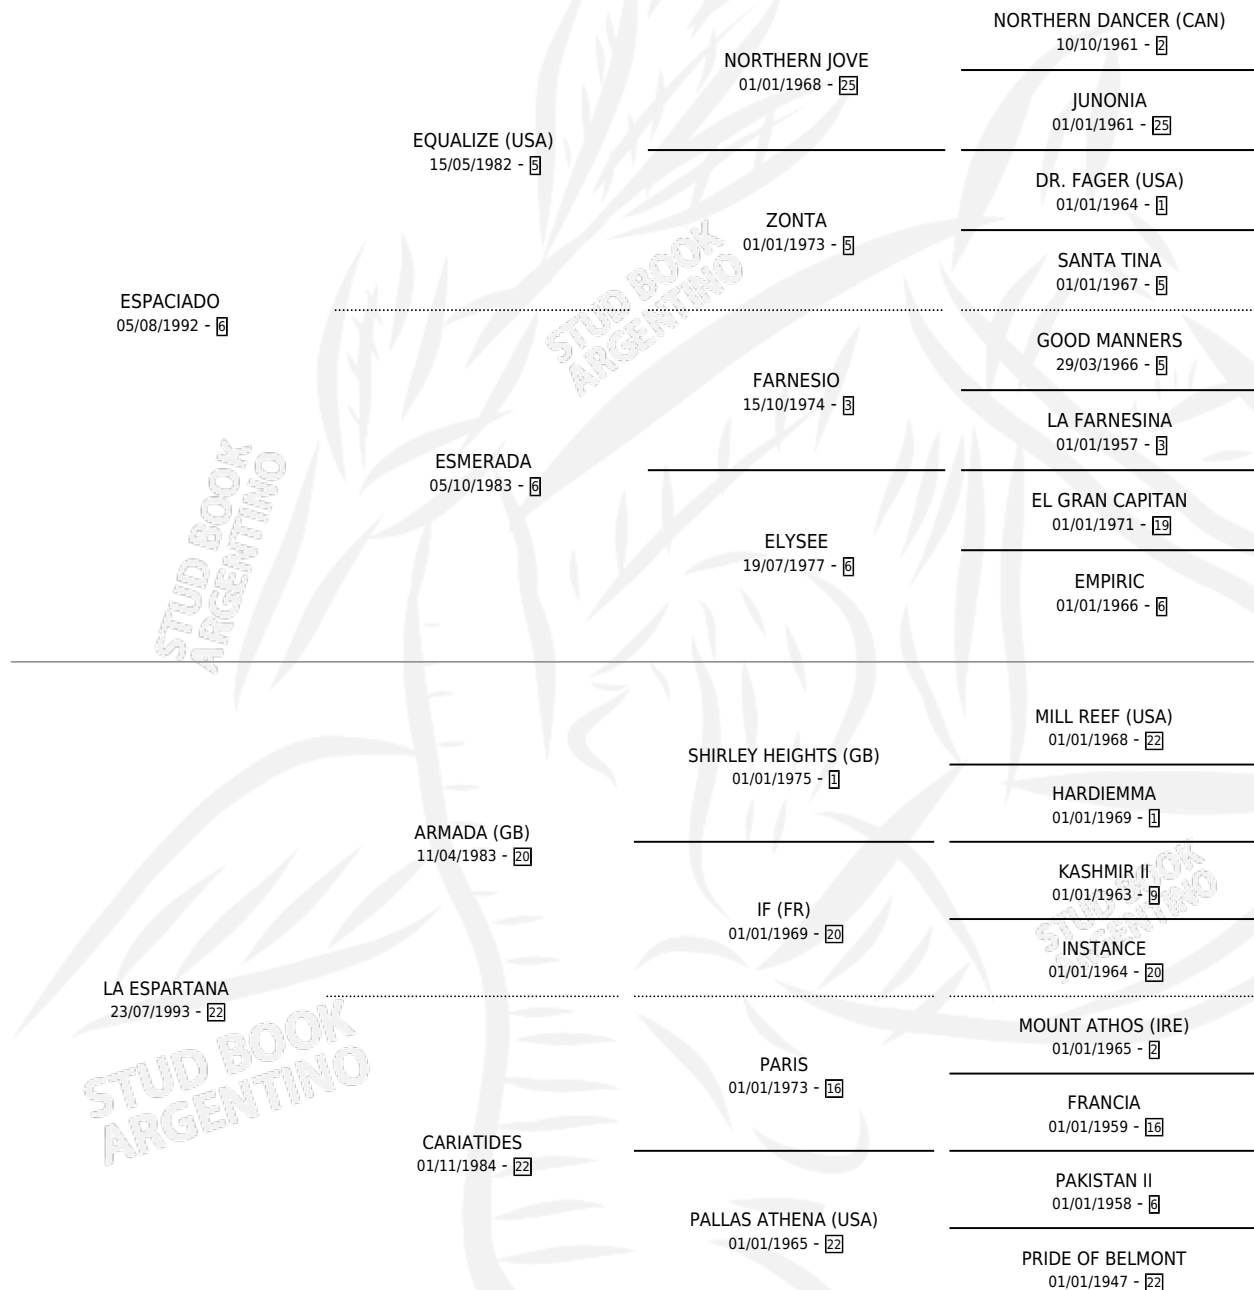 NORTHERN DANCER (CAN)
10/10/1961 - 2
NORTHERN JOVE
01/01/1968 - 25
JUNONIA
01/01/1961 - 25
EQUALIZE (USA)
15/05/1982 - 5
DR. FAGER (USA)
01/01/1964 - 1
ZONTA
01/01/1973 - 5
SANTA TINA
01/01/1967 - 5
ESPACIADO
05/08/1992 - 6
STUD BOOK
ARGENTINO
GOOD MANNERS
29/03/1966 - 5
FARNESIO
15/10/1974 - 3
LA FARNESINA
01/01/1957 - 3
ESMERADA
05/10/1983 - 6
EL GRAN CAPITAN
01/01/1971 - 19
ELYSEE
19/07/1977 - 6
EMPIRIC
01/01/1966 - 6
STUD BOOK
ARGENTINO
MILL REEF (USA)
01/01/1968 - 22
SHIRLEY HEIGHTS (GB)
01/01/1975 - 1
HARDIEMMA
01/01/1969 - 1
ARMADA (GB)
11/04/1983 - 20
KASHMIR II
01/01/1963 - 9
IF (FR)
01/01/1969 - 20
INSTANCE
01/01/1964 - 20
STUD BOOK
ARGENTINO
LA ESPARTANA
23/07/1993 - 22
STUD BOOK
ARGENTINO
MOUNT ATHOS (IRE)
01/01/1965 - 2
PARIS
01/01/1973 - 16
FRANCIA
01/01/1959 - 16
CARIATIDES
01/11/1984 - 22
PAKISTAN II
01/01/1958 - 6
PALLAS ATHENA (USA)
01/01/1965 - 22
PRIDE OF BELMONT
01/01/1947 - 22